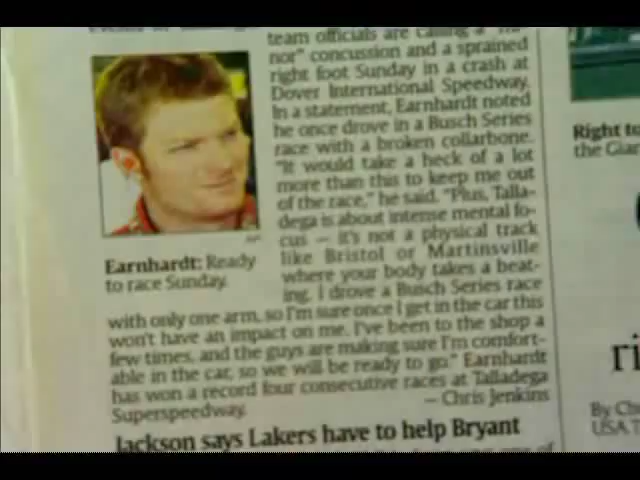 team officials are calling a "mi-
nor" concussion and a sprained
right foot Sunday in a crash at
Dover International Speedway.
In a statement, Earnhardt noted
he once drove in a Busch Series
race with a broken collarbone.
"It would take a heck of a lot
more than this to keep me out
of the race," he said. "Plus, Talla-
dega is about intense mental fo-
cus — it's not a physical track
like Bristol or Martinsville
where your body takes a beat-
ing. I drove a Busch Series race
AP
Earnhardt: Ready
to race Sunday.
with only one arm, so I'm sure once I get in the car this
won't have an impact on me. I've been to the shop a
few times, and the guys are making sure I'm comfort-
able in the car, so we will be ready to go." Earnhardt
has won a record four consecutive races at Talladega
Superspeedway.
— Chris Jenkins
Jackson says Lakers have to help Bryant
Right to
the Gian
ri
By Ch
USA T